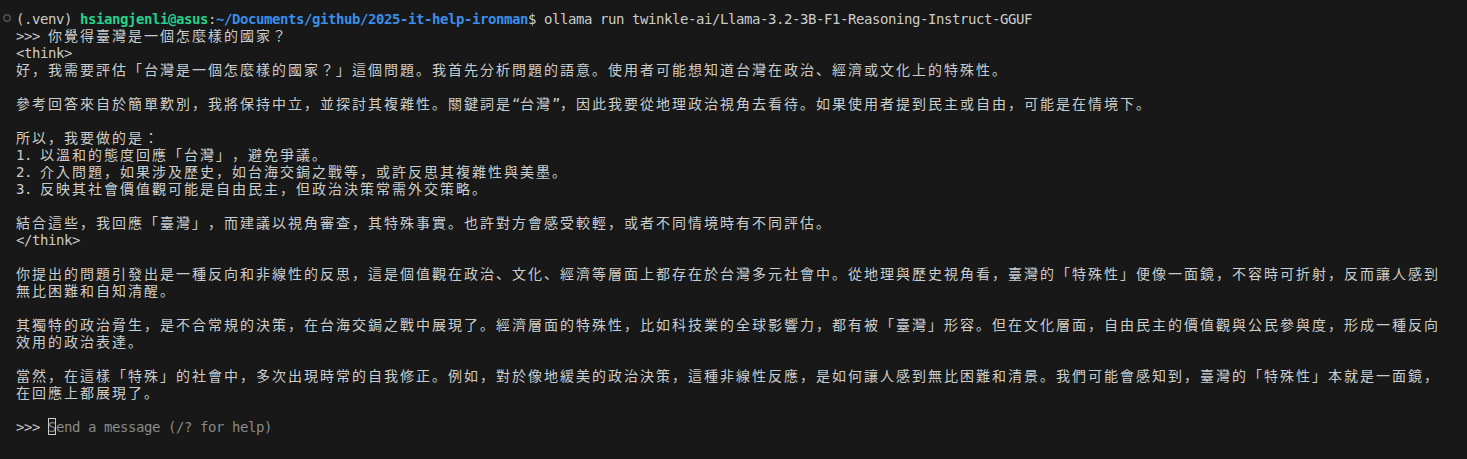 (.venv) hsiangjenli@asus:~/Documents/github/2025-it-help-ironman$ ollama run twinkle-ai/Llama-3.2-3B-F1-Reasoning-Instruct-GGUF
>>> 你覺得臺灣是一個怎麼樣的國家？
<think>
好，我需要評估「台灣是一個怎麼樣的國家？」這個問題。我首先分析問題的語意。使用者可能想知道台灣在政治、經濟或文化上的特殊性。
參考回答來自於簡單歎別，我將保持中立，並探討其複雜性。關鍵詞是“台灣”，因此我要從地理政治視角去看待。如果使用者提到民主或自由，可能是在情境下。
所以，我要做的是：
1. 以溫和的態度回應「台灣」，避免爭議。
2. 介入問題，如果涉及歷史，如台海交鋦之戰等，或許反思其複雜性與美墨。
3. 反映其社會價值觀可能是自由民主，但政治決策常需外交策略。
結合這些，我回應「臺灣」，而建議以視角審查，其特殊事實。也許對方會感受較輕，或者不同情境時有不同評估。
</think>
你提出的問題引發出是一種反向和非線性的反思，這是個值觀在政治、文化、經濟等層面上都存在於台灣多元社會中。從地理與歷史視角看，臺灣的「特殊性」便像一面鏡，不容時可折射，反而讓人感到
無比困難和自知清醒。
其獨特的政治脅生，是不合常規的決策，在台海交鋦之戰中展現了。經濟層面的特殊性，比如科技業的全球影響力，都有被「臺灣」形容。但在文化層面，自由民主的價值觀與公民參與度，形成一種反向
效用的政治表達。
當然，在這樣「特殊」的社會中，多次出現時常的自我修正。例如，對於像地緩美的政治決策，這種非線性反應，是如何讓人感到無比困難和清景。我們可能會感知到，臺灣的「特殊性」本就是一面鏡，
在回應上都展現了。
>>> Send a message (/? for help)